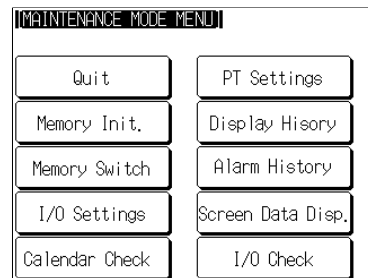 [MAINTENANCE MODE MENU]
Quit
PT Settings
Memory Init.
Display Hisory
Memory Switch
Alarm History
I/O Settings
Screen Data Disp.
Calendar Check
I/O Check